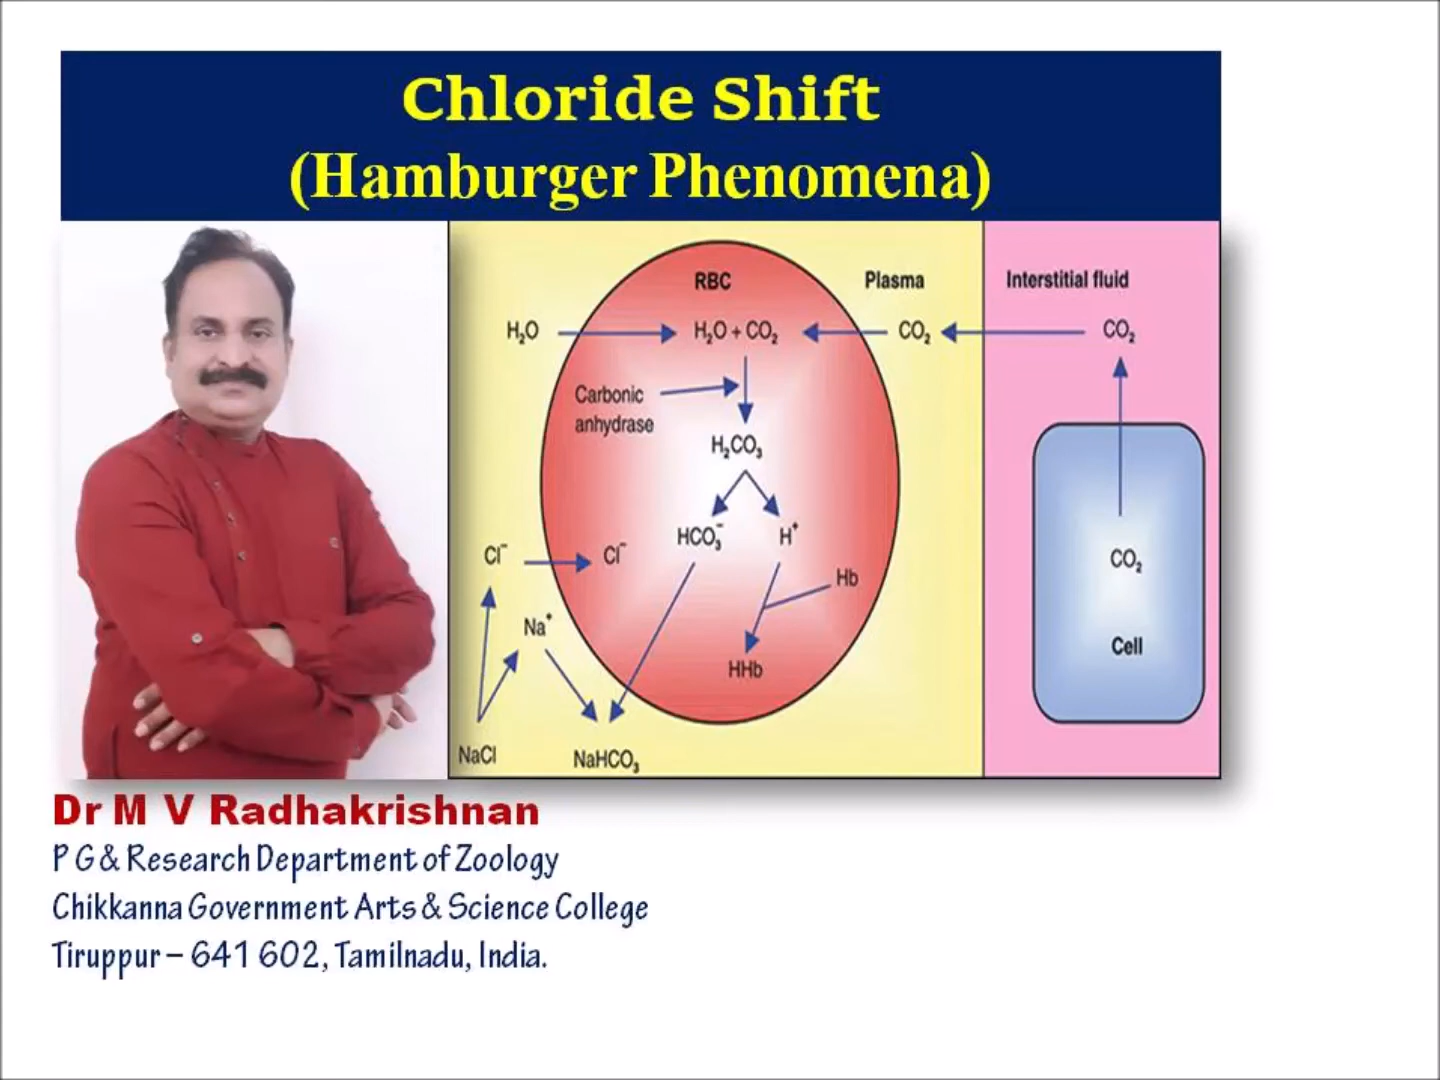 Chloride Shift
(Hamburger Phenomena)
RBC
Plasma
Interstitial fluid
H₂O
H₂O + CO₂
CO₂
CO₂
Carbonic
anhydrase
H₂CO₃
HCO₃⁻
H⁺
Cl⁻
Cl⁻
CO₂
Hb
Na⁺
Cell
HHb
NaCl
NaHCO₃
Dr M V Radhakrishnan
P G & Research Department of Zoology
Chikkanna Government Arts & Science College
Tiruppur – 641 602, Tamilnadu, India.